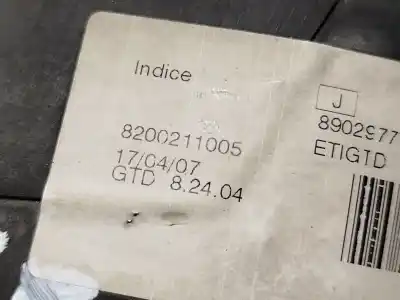 Indice
J
8902977
ETIGTD
8200211005
17/04/07
GTD 8.24.04